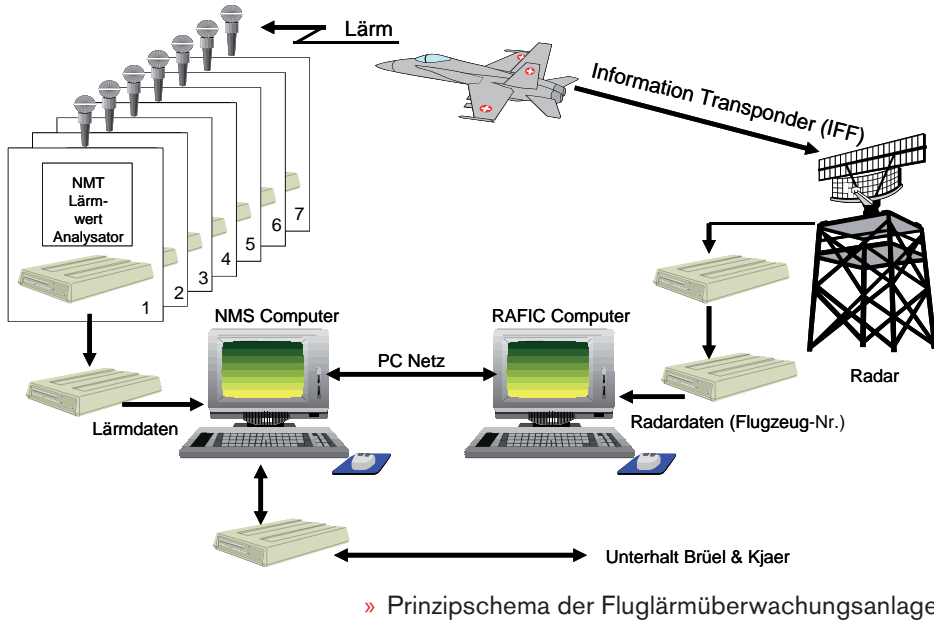 Lärm
Information Transponder (IFF)
NMT
Lärm-
wert
Analysator
1
2
3
4
5
6
7
NMS Computer
RAFIC Computer
PC Netz
Radar
Lärmdaten
Radardaten (Flugzeug-Nr.)
Unterhalt Brüel & Kjaer
» Prinzipschema der Fluglärmüberwachungsanlage